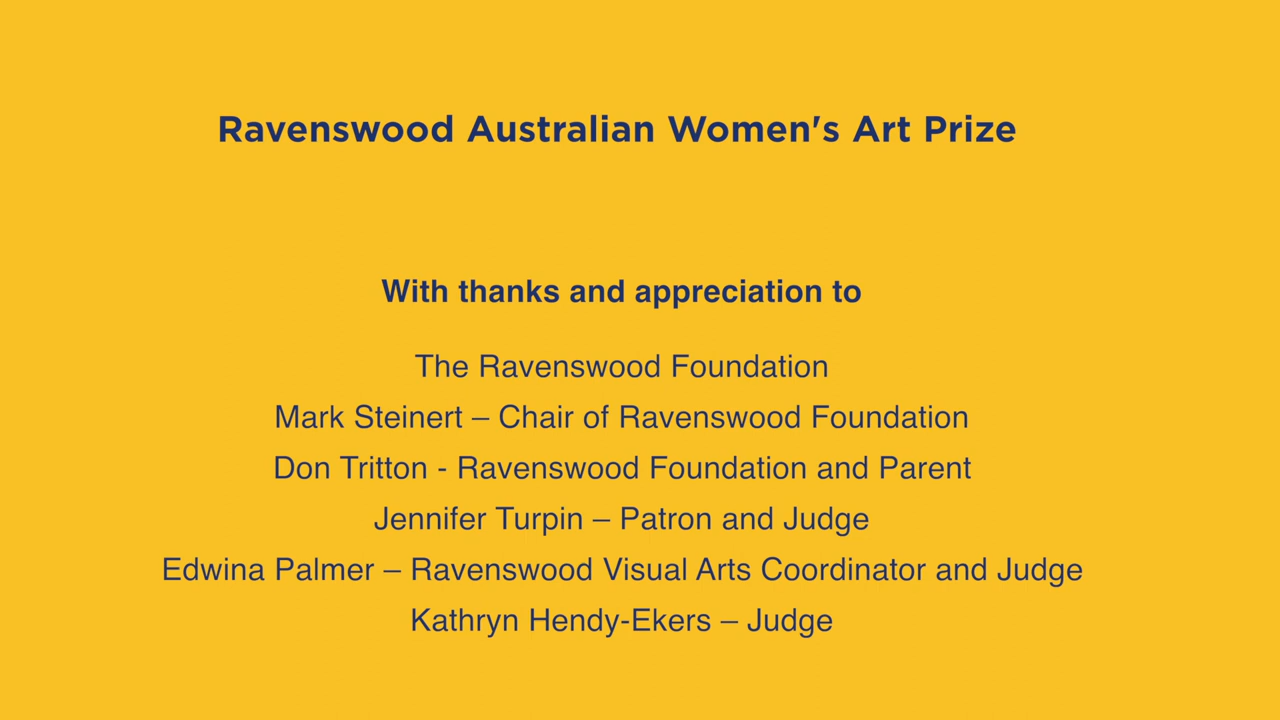 Ravenswood Australian Women's Art Prize
With thanks and appreciation to
The Ravenswood Foundation
Mark Steinert – Chair of Ravenswood Foundation
Don Tritton - Ravenswood Foundation and Parent
Jennifer Turpin – Patron and Judge
Edwina Palmer – Ravenswood Visual Arts Coordinator and Judge
Kathryn Hendy-Ekers – Judge